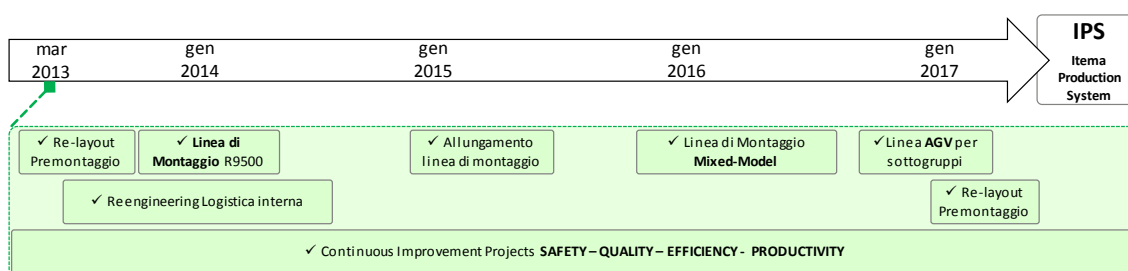 mar
2013
gen
2014
gen
2015
gen
2016
gen
2017
IPS
Itema
Production
System
✓ Re-layout
Premontaggio
✓ Linea di
Montaggio R9500
✓ Allungamento
linea di montaggio
✓ Linea di Montaggio
Mixed-Model
✓Linea AGV per
sottogruppi
✓ Reengineering Logistica interna
✓ Re-layout
Premontaggio
✓ Continuous Improvement Projects SAFETY – QUALITY – EFFICIENCY - PRODUCTIVITY